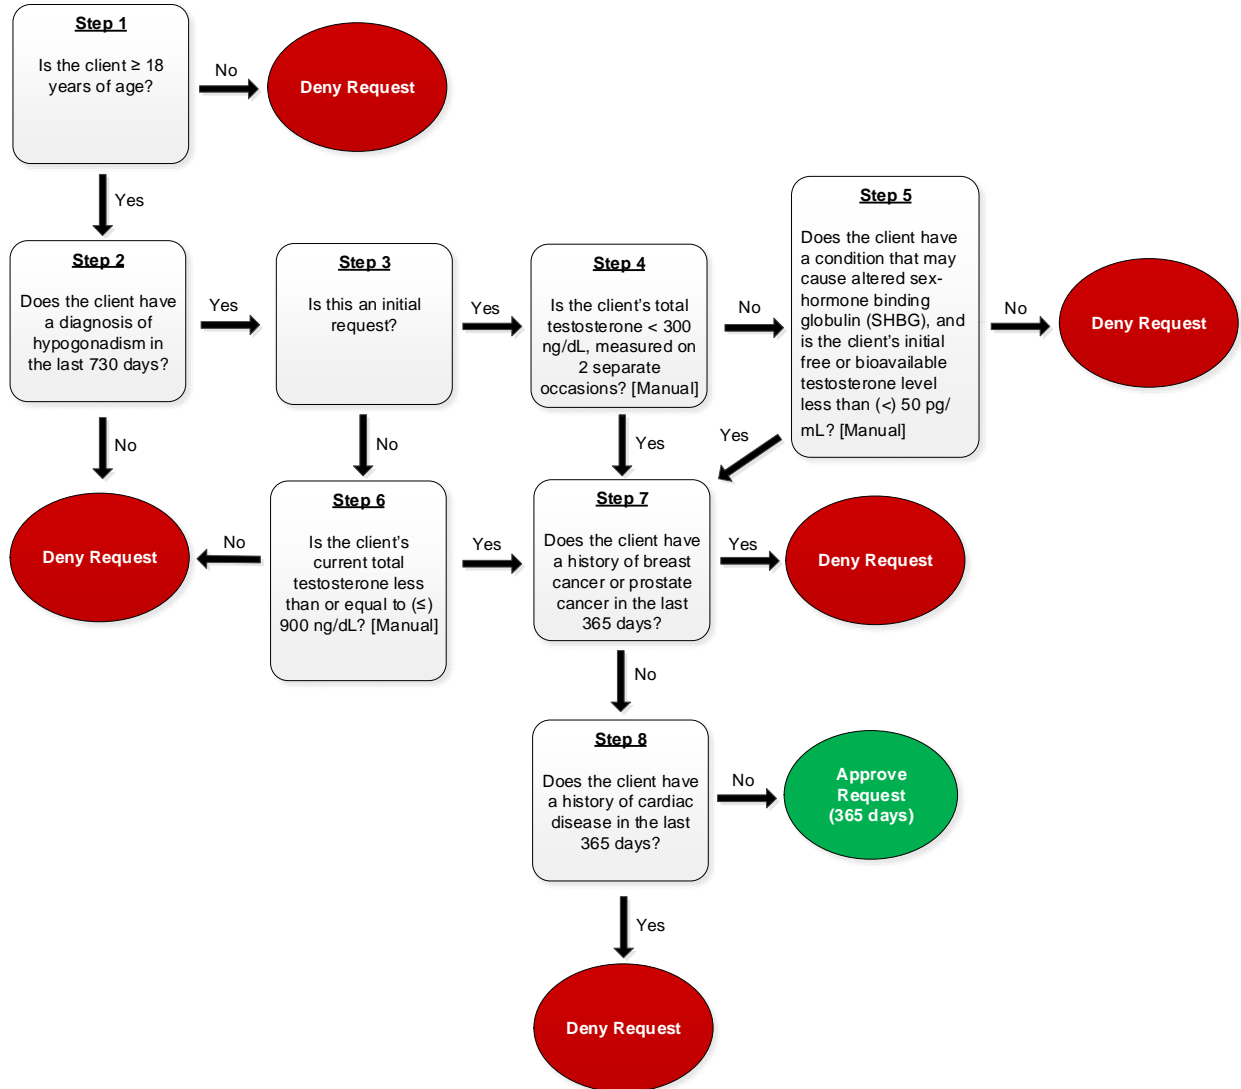 Step 1
Is the client ≥ 18
years of age?
No
Deny Request
Yes
Step 2
Does the client have
a diagnosis of
hypogonadism in
the last 730 days?
Yes
Step 3
Is this an initial
request?
Yes
Step 4
Is the client's total
testosterone < 300
ng/dL, measured on
2 separate
occasions? [Manual]
No
Step 5
Does the client have
a condition that may
cause altered sex-
hormone binding
globulin (SHBG), and
is the client's initial
free or bioavailable
testosterone level
less than (<) 50 pg/
mL? [Manual]
No
Deny Request
No
No
Yes
Yes
Deny Request
No
Step 6
Is the client's
current total
testosterone less
than or equal to (≤)
900 ng/dL? [Manual]
Yes
Step 7
Does the client have
a history of breast
cancer or prostate
cancer in the last
365 days?
Yes
Deny Request
No
Step 8
Does the client have
a history of cardiac
disease in the last
365 days?
No
Approve
Request
(365 days)
Yes
Deny Request